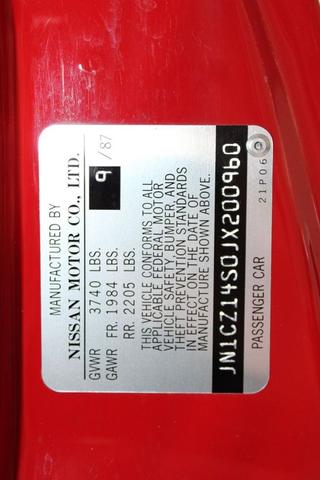 MANUFACTURED BY
NISSAN MOTOR CO., LTD.
9 /87
GVWR 3740 LBS.
GAWR FR. 1984 LBS.
RR. 2205 LBS.
THIS VEHICLE CONFORMS TO ALL
APPLICABLE FEDERAL MOTOR
VEHICLE SAFETY, BUMPER, AND
THEFT PREVENTION STANDARDS
IN EFFECT ON THE DATE OF
MANUFACTURE SHOWN ABOVE.
JN1CZ14S0JX200960
PASSENGER CAR
21P06